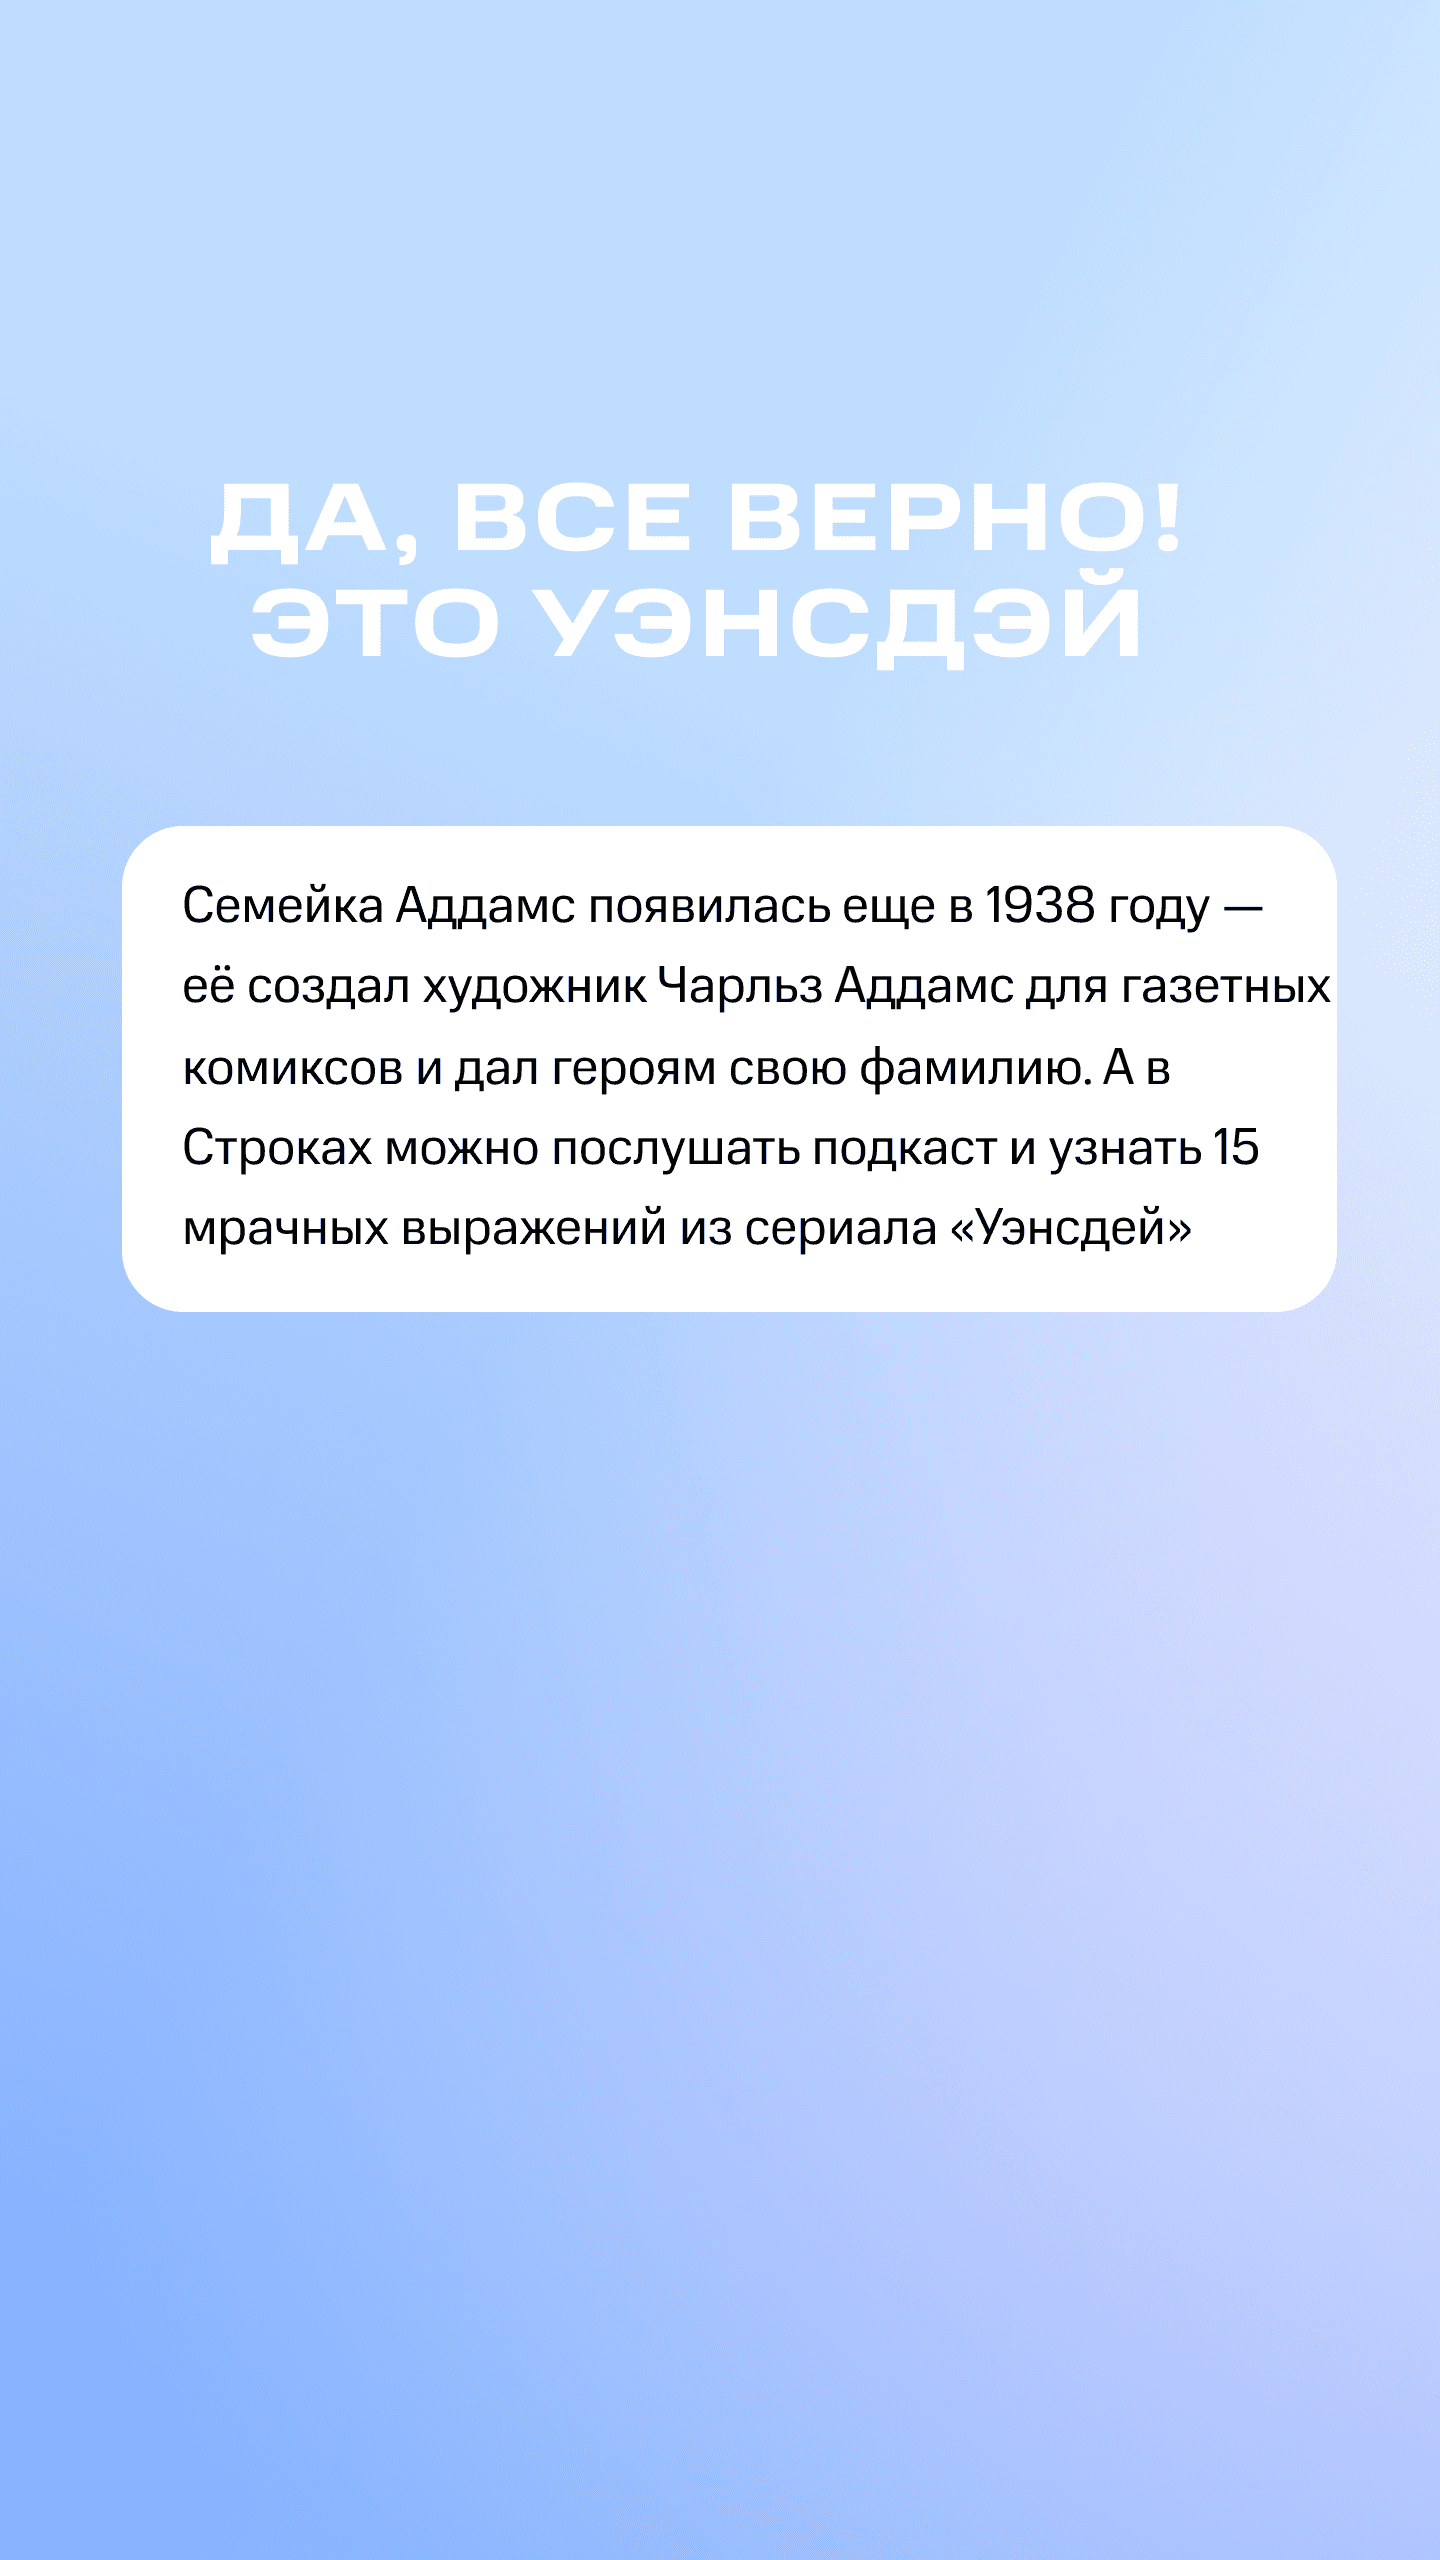 ДА, ВСЕ ВЕРНО!
ЭТО УЭНСДЭЙ
Семейка Аддамс появилась еще в 1938 году —
её создал художник Чарльз Аддамс для газетных
комиксов и дал героям свою фамилию. А в
Строках можно послушать подкаст и узнать 15
мрачных выражений из сериала «Уэнсдей»